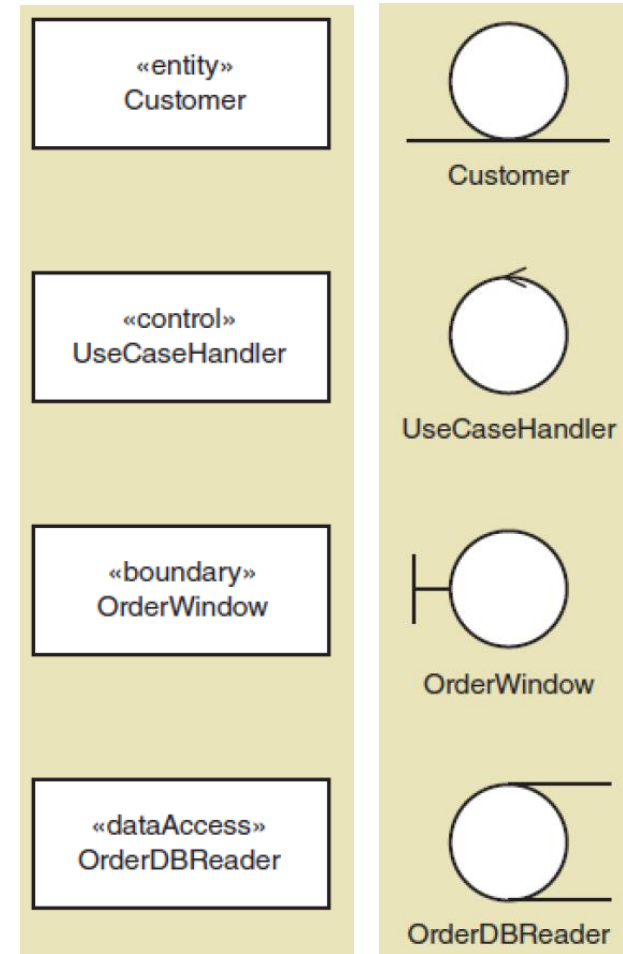 «entity»
Customer
Customer
«control»
UseCaseHandler
UseCaseHandler
«boundary»
OrderWindow
OrderWindow
«dataAccess»
OrderDBReader
OrderDBReader